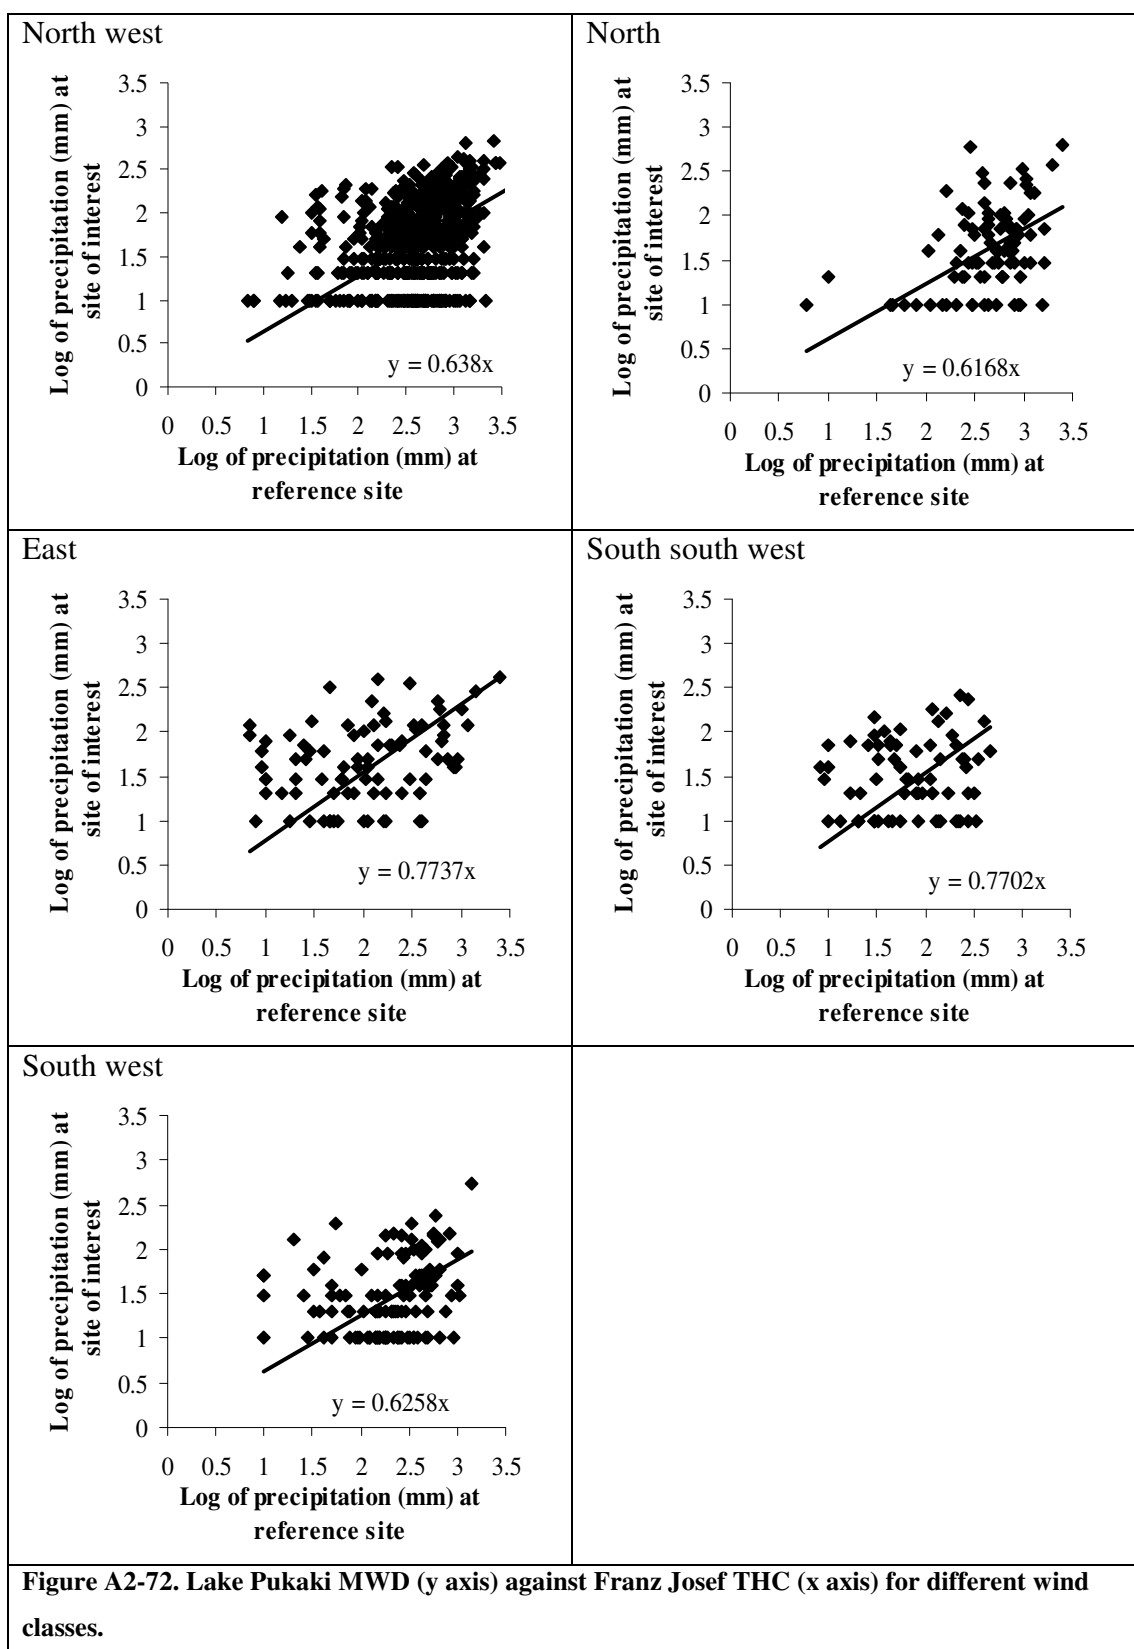 North west
Log of precipitation (mm) at
site of interest
3.5
3
2.5
2
1.5
1
0.5
0
y = 0.638x
0 0.5 1 1.5 2 2.5 3 3.5
Log of precipitation (mm) at
reference site
North
Log of precipitation (mm) at
site of interest
3.5
3
2.5
2
1.5
1
0.5
0
y = 0.6168x
0 0.5 1 1.5 2 2.5 3 3.5
Log of precipitation (mm) at
reference site
East
Log of precipitation (mm) at
site of interest
3.5
3
2.5
2
1.5
1
0.5
0
y = 0.7737x
0 0.5 1 1.5 2 2.5 3 3.5
Log of precipitation (mm) at
reference site
South south west
Log of precipitation (mm) at
site of interest
3.5
3
2.5
2
1.5
1
0.5
0
y = 0.7702x
0 0.5 1 1.5 2 2.5 3 3.5
Log of precipitation (mm) at
reference site
South west
Log of precipitation (mm) at
site of interest
3.5
3
2.5
2
1.5
1
0.5
0
y = 0.6258x
0 0.5 1 1.5 2 2.5 3 3.5
Log of precipitation (mm) at
reference site
Figure A2-72. Lake Pukaki MWD (y axis) against Franz Josef THC (x axis) for different wind
classes.